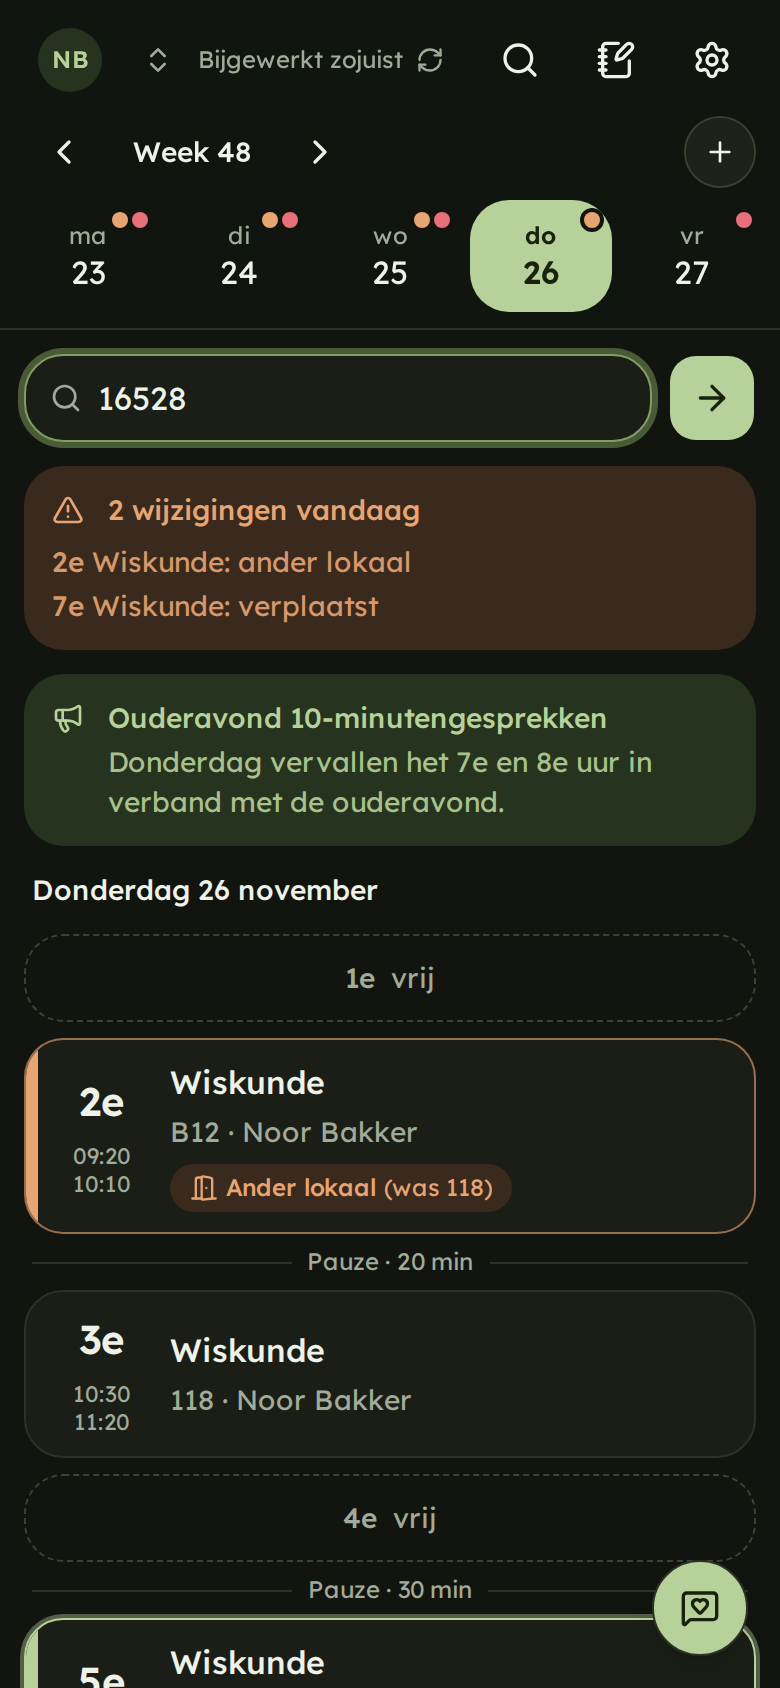 NB
Bijgewerkt zojuist
Week 48
ma di wo do vr
23 24 25 26 27
16528
2 wijzigingen vandaag
2e Wiskunde: ander lokaal
7e Wiskunde: verplaatst
Ouderavond 10-minutengesprekken
Donderdag vervallen het 7e en 8e uur in
verband met de ouderavond.
Donderdag 26 november
1e vrij
2e
09:20
10:10
Wiskunde
B12 · Noor Bakker
Ander lokaal (was 118)
Pauze · 20 min
3e
10:30
11:20
Wiskunde
118 · Noor Bakker
4e vrij
Pauze · 30 min
5e
Wiskunde